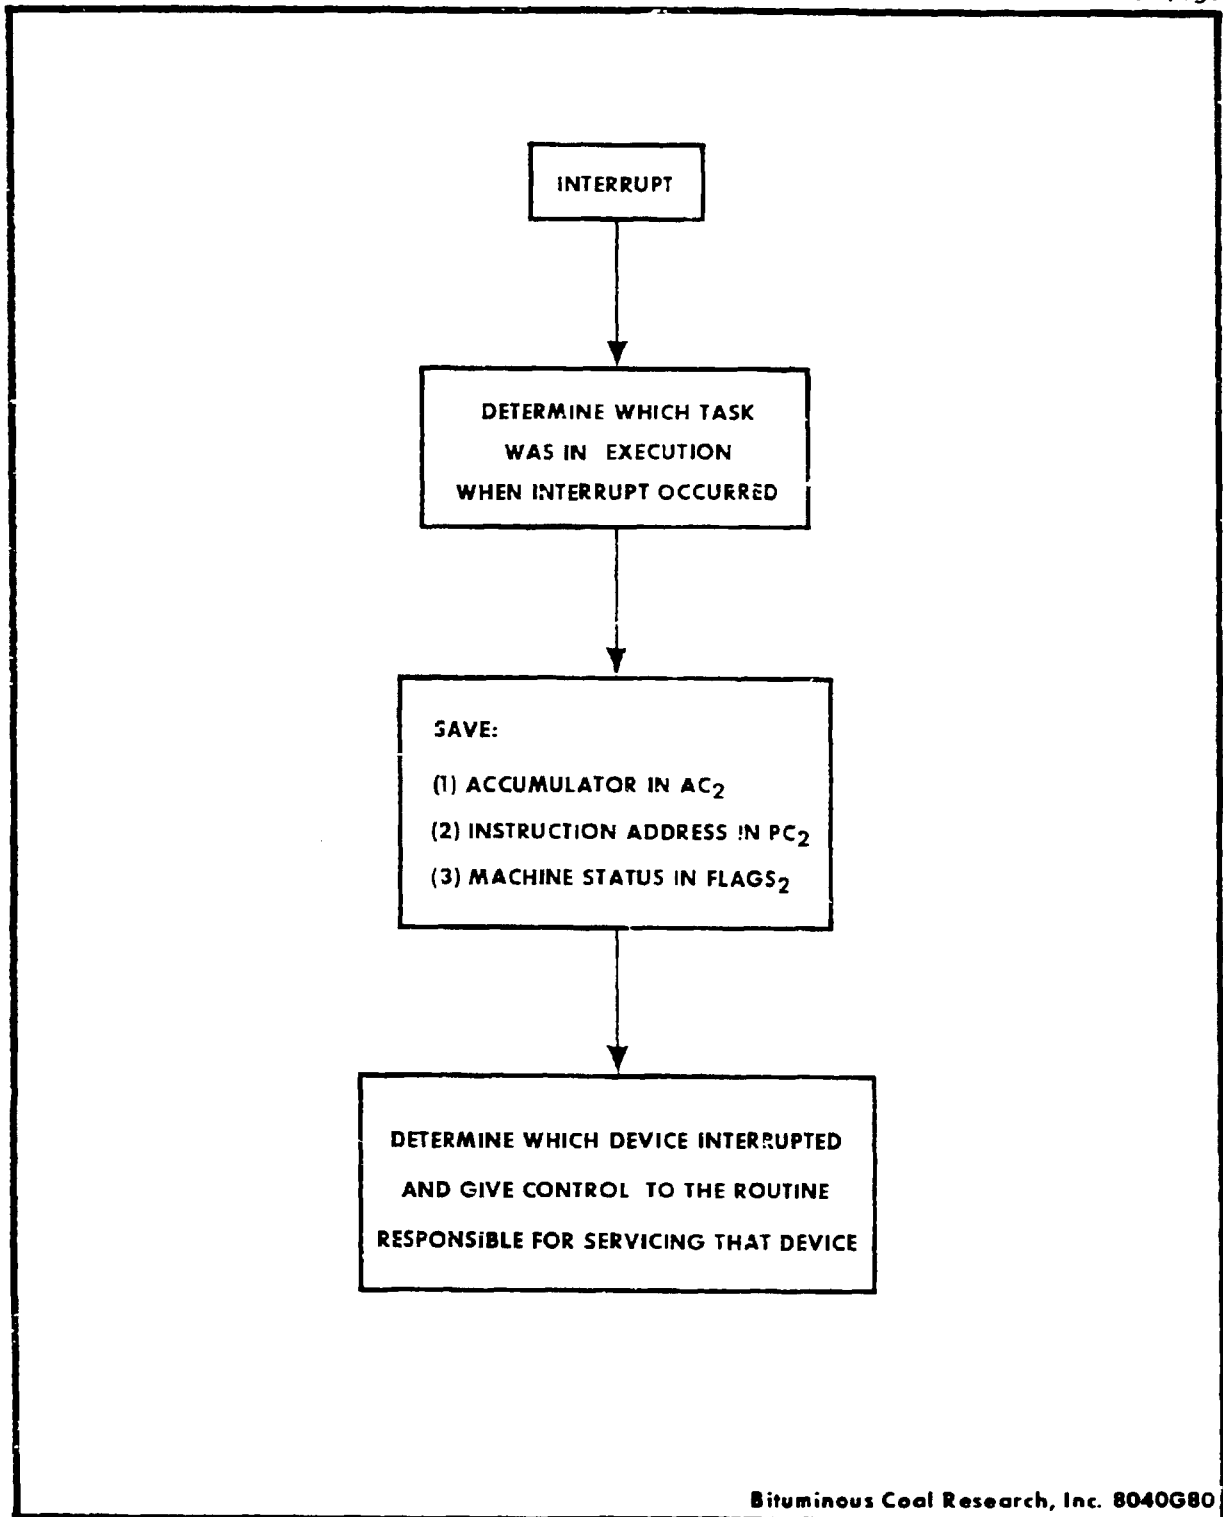 INTERRUPT
DETERMINE WHICH TASK
WAS IN EXECUTION
WHEN INTERRUPT OCCURRED
SAVE:
(1) ACCUMULATOR IN AC₂
(2) INSTRUCTION ADDRESS IN PC₂
(3) MACHINE STATUS IN FLAGS₂
DETERMINE WHICH DEVICE INTERRUPTED
AND GIVE CONTROL TO THE ROUTINE
RESPONSIBLE FOR SERVICING THAT DEVICE
Bituminous Coal Research, Inc. 8040G80